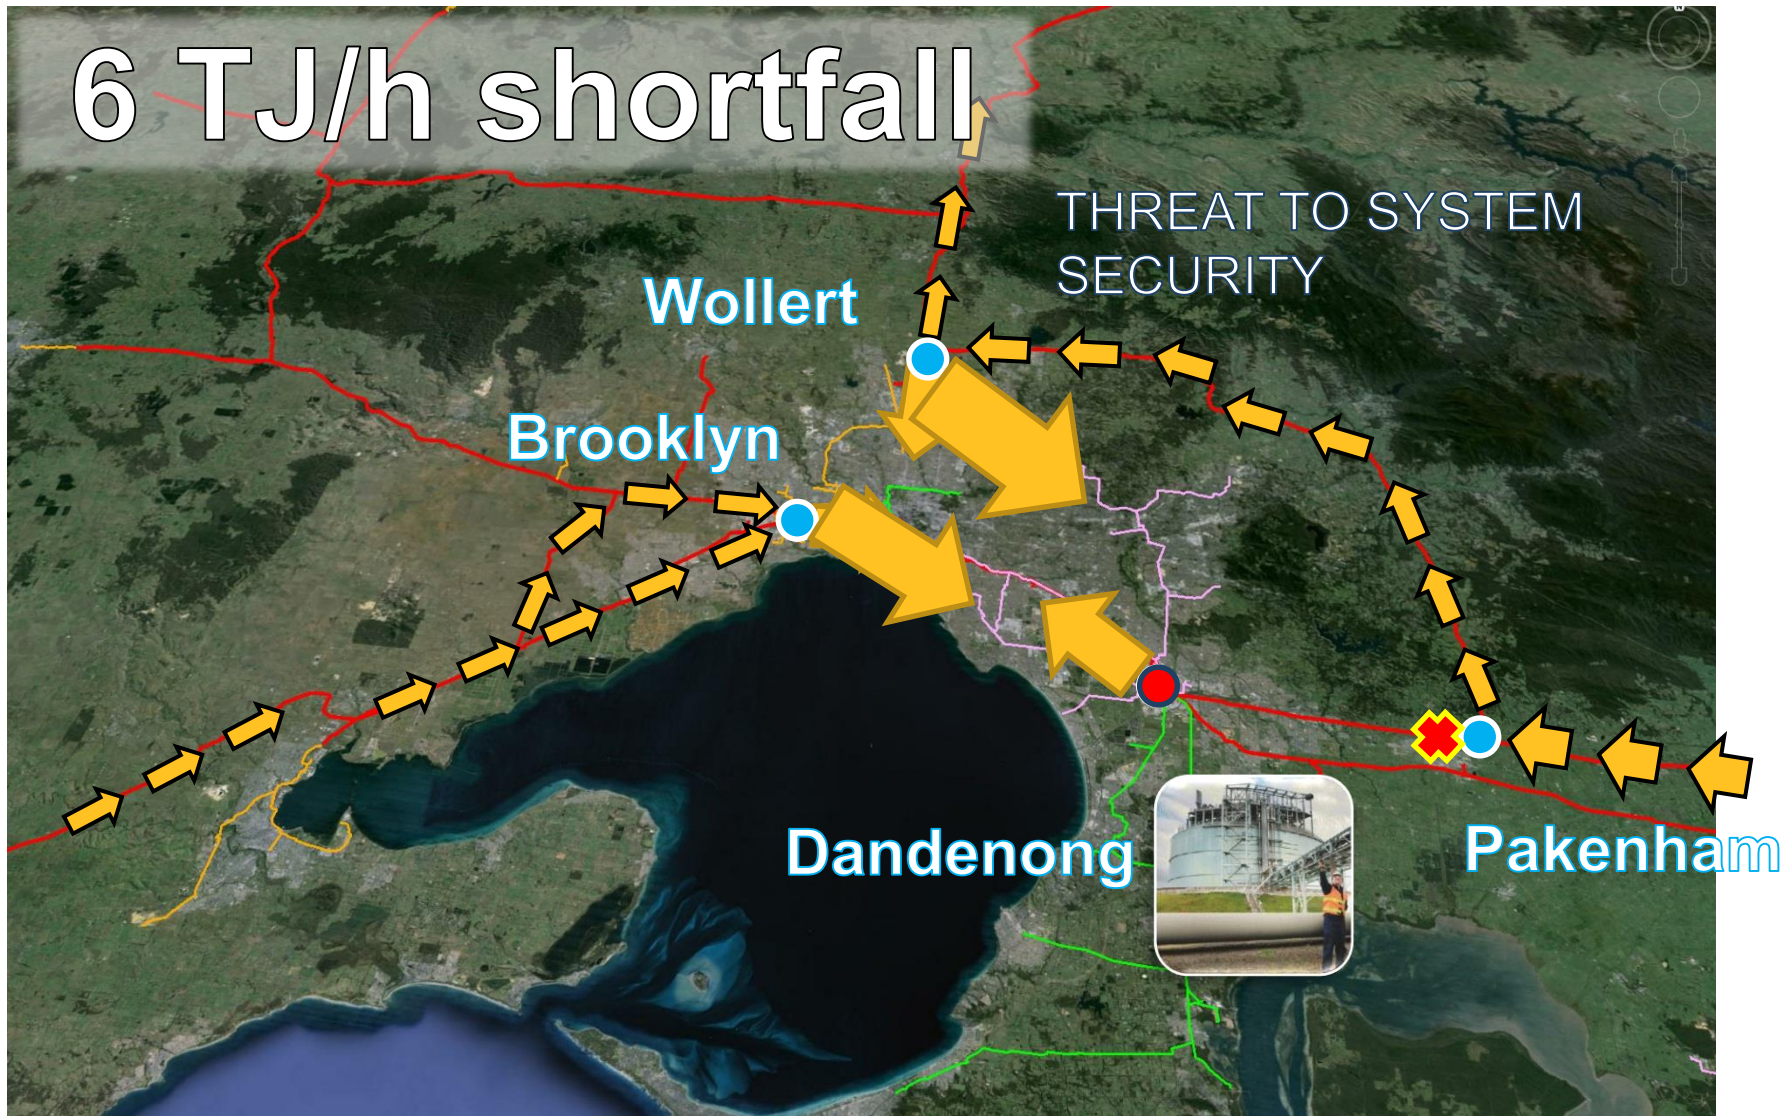 6 TJ/h shortfall
THREAT TO SYSTEM
SECURITY
Wollert
Brooklyn
Dandenong
Pakenham